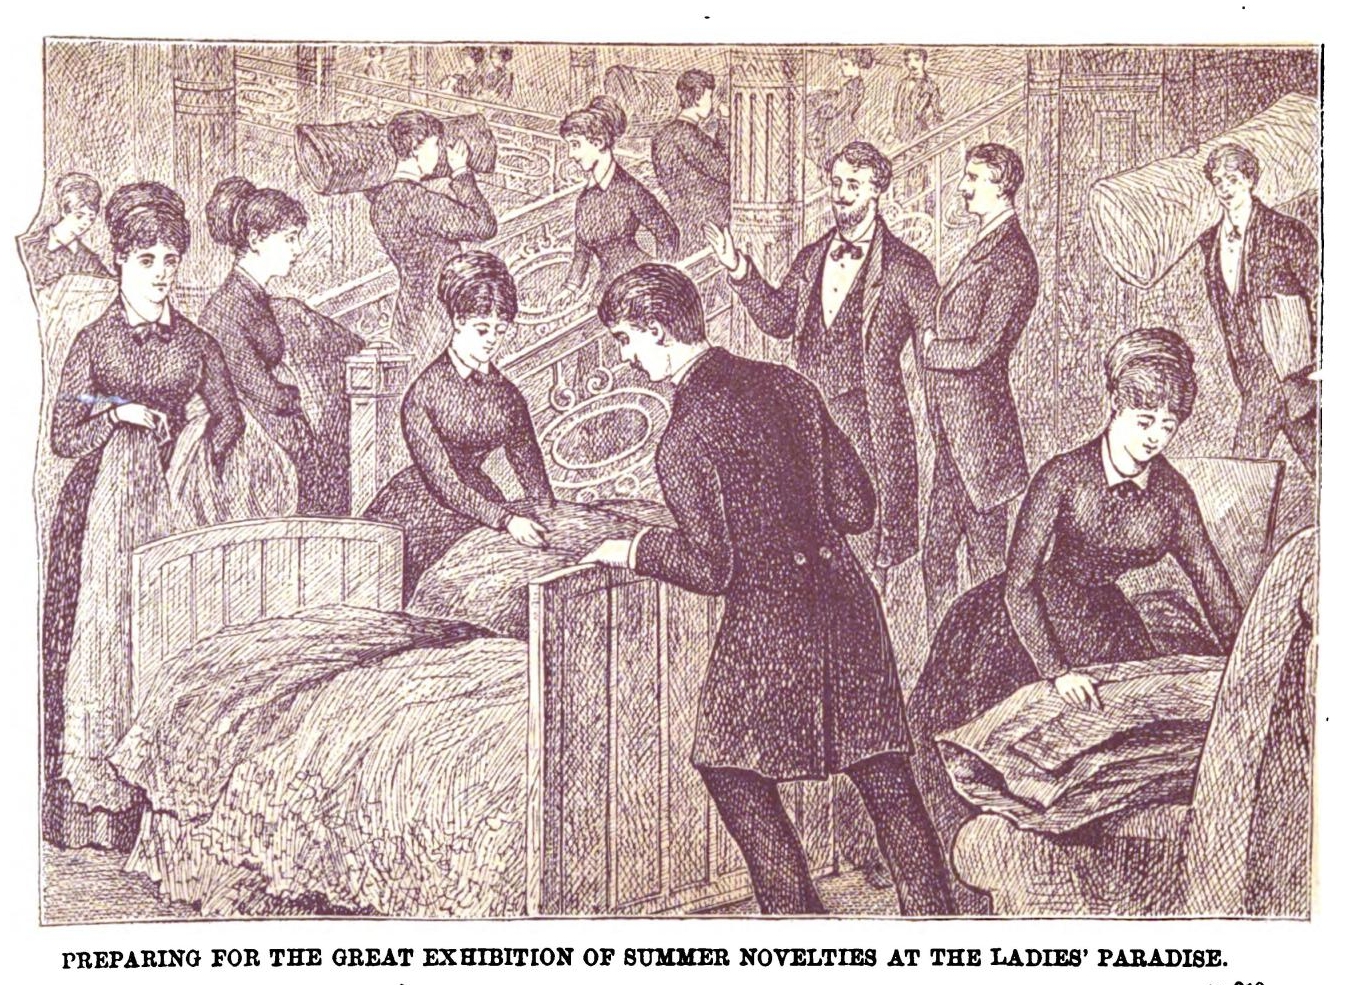 PREPARING FOR THE GREAT EXHIBITION OF SUMMER NOVELTIES AT THE LADIES' PARADISE.